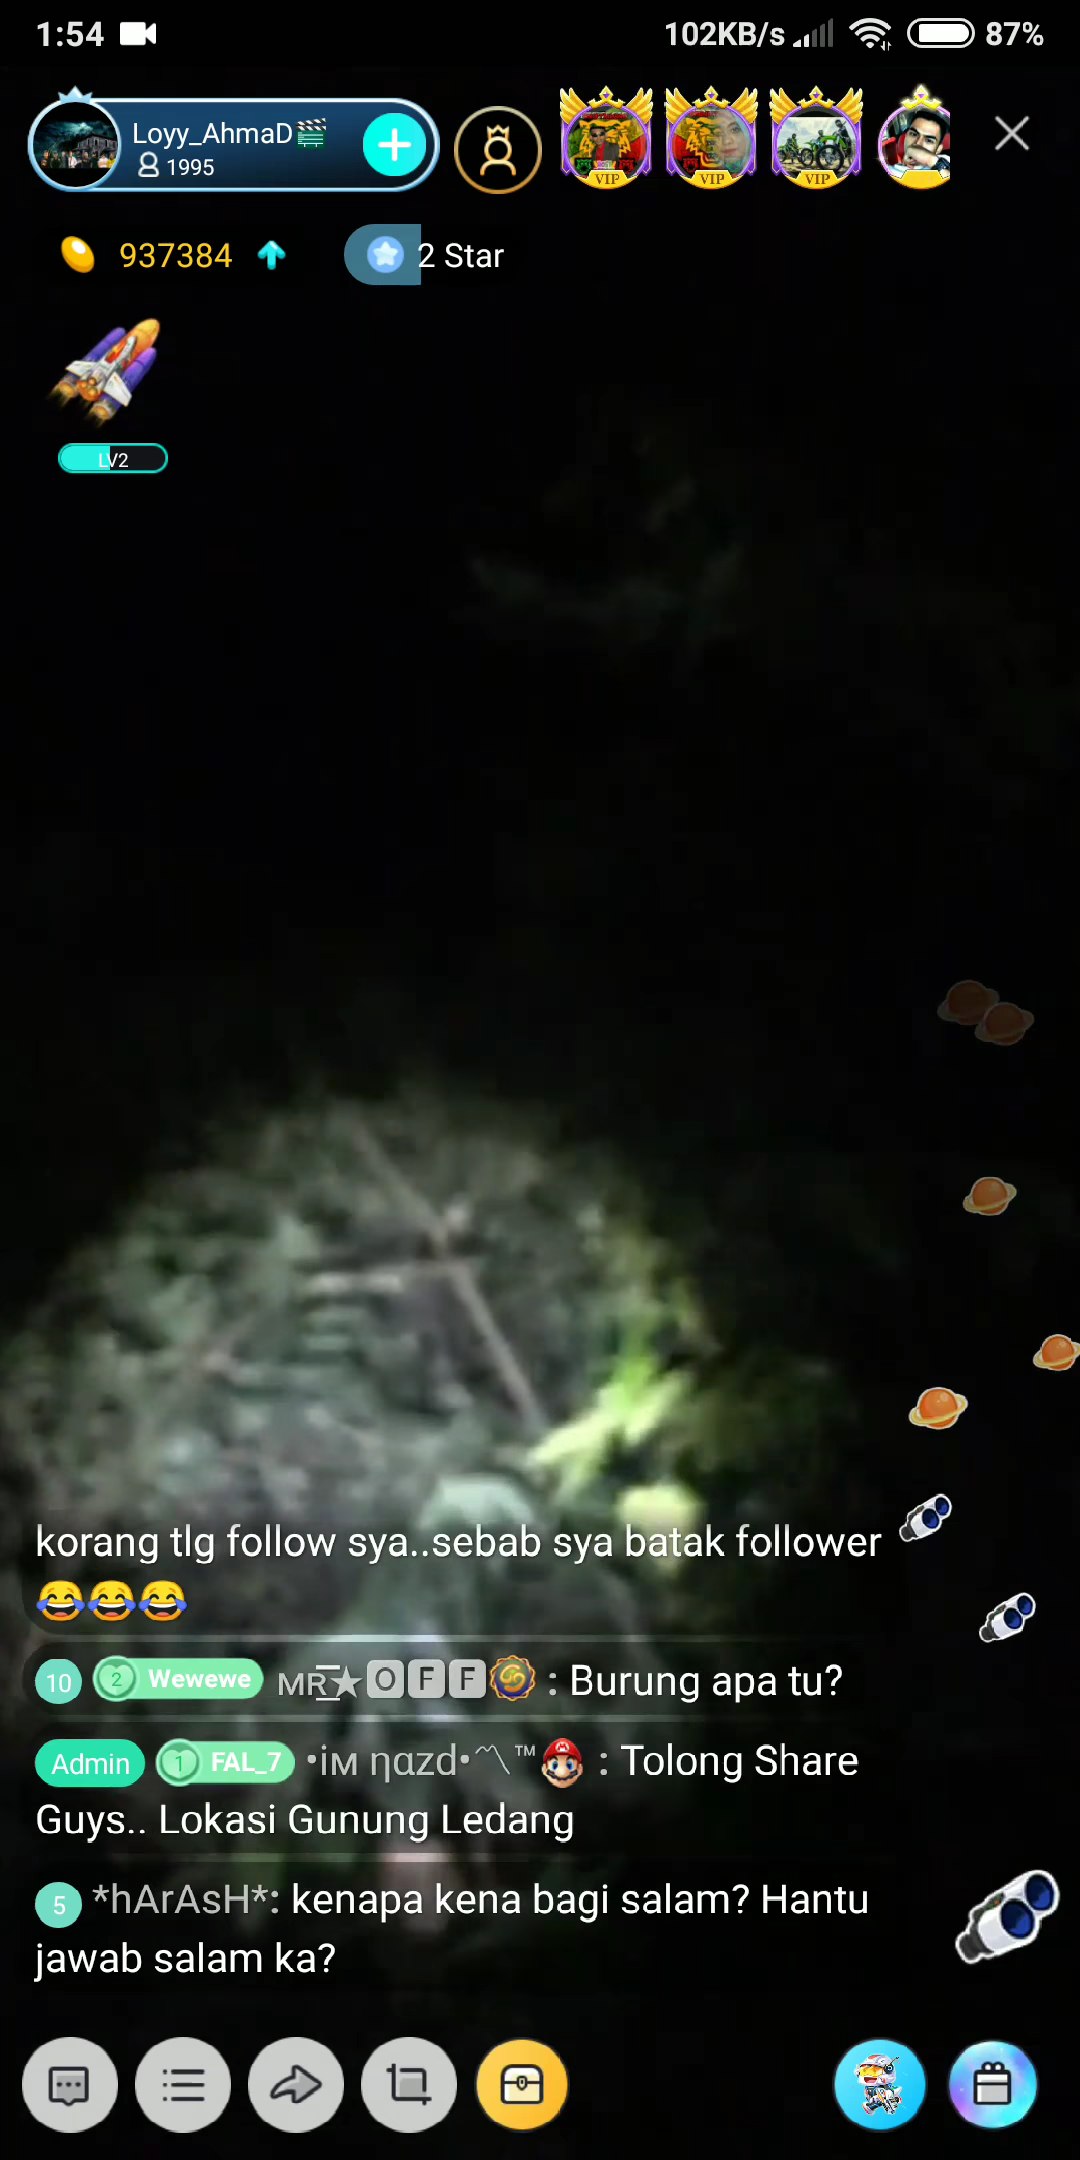 1:54 102KB/s 87%
Loyy_AhmaD🎬
1995
VIP VIP VIP
937384 2 Star
LV2
korang tlg follow sya..sebab sya batak follower
😂😂😂
10 2 Wewewe MR★🄾🄵🄵🌀 : Burung apa tu?
Admin 1 FAL_7 •iм ηαzd•〽™ : Tolong Share
Guys.. Lokasi Gunung Ledang
5 *hArAsH*: kenapa kena bagi salam? Hantu
jawab salam ka?